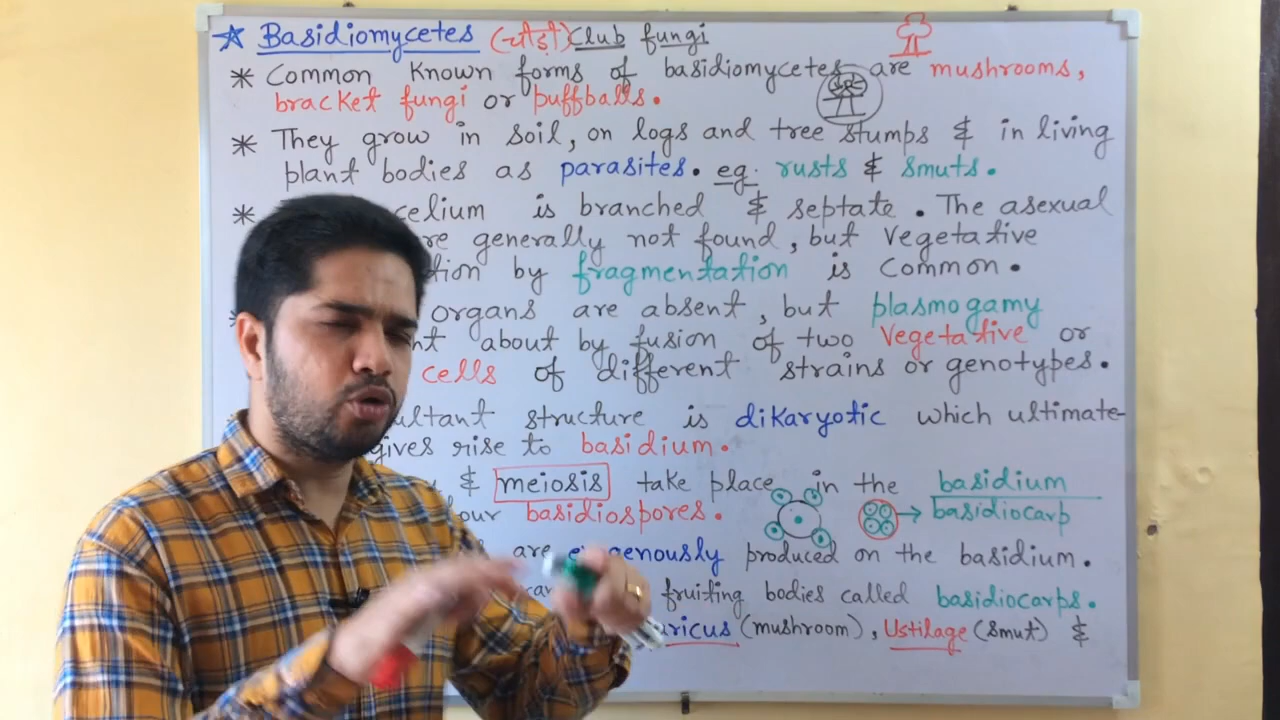 Basidiomycetes Club fungi
* Common Known forms of basidiomycetes are mushrooms,
bracket fungi or puffballs.
* They grow in soil, on logs and tree stumps & in living
plant bodies as parasites. eg. rusts & smuts.
* celium is branched & septate. The asexual
re generally not found, but vegetative
tion by fragmentation is common.
organs are absent, but plasmogamy
nt about by fusion of two vegetative or
cells of different strains or genotypes.
ultant structure is dikaryotic which ultimate-
gives rise to basidium.
& meiosis take place in the basidium
our basidiospores. basidiocarp
are produced on the basidium.
fruiting bodies called basidiocarps.
aricus (mushroom), Ustilage (smut) &